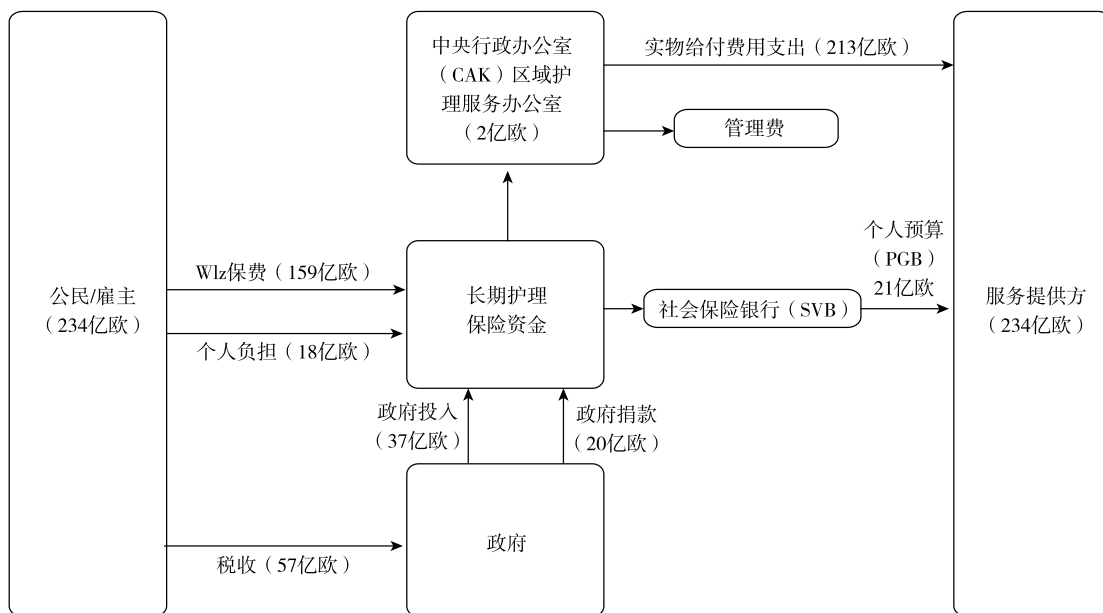 中央行政办公室
（CAK）区域护
理服务办公室
（2亿欧）
实物给付费用支出（213亿欧）
管理费
公民/雇主
（234亿欧）
Wlz保费（159亿欧）
个人负担（18亿欧）
长期护理
保险资金
社会保险银行（SVB）
个人预算
（PGB）
21亿欧
服务提供方
（234亿欧）
政府投入
（37亿欧）
政府捐款
（20亿欧）
税收（57亿欧）
政府